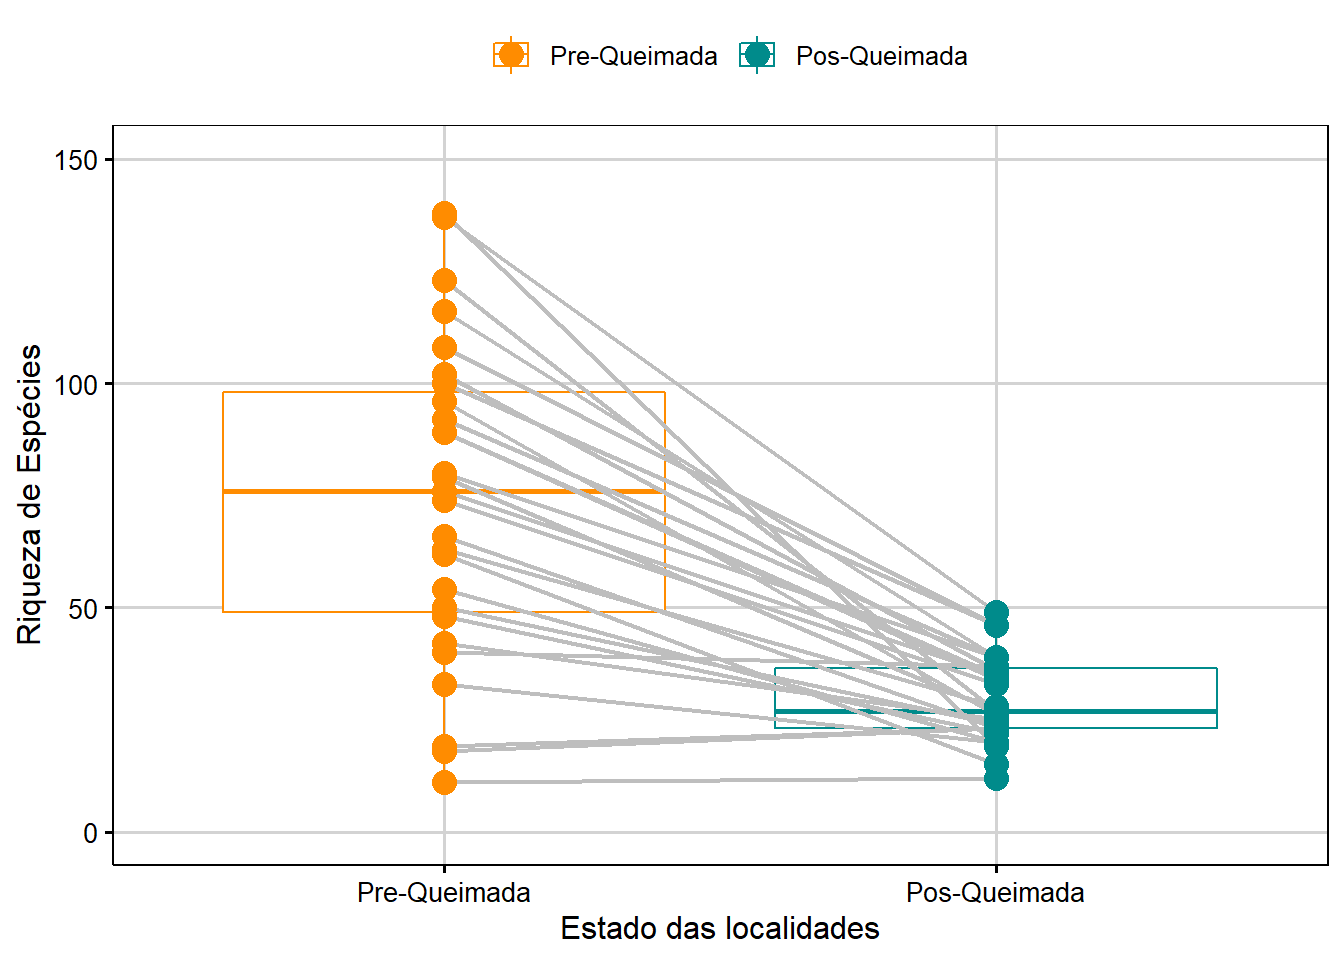 Pre-Queimada Pos-Queimada
Riqueza de Espécies
150
100
50
0
Pre-Queimada Pos-Queimada
Estado das localidades